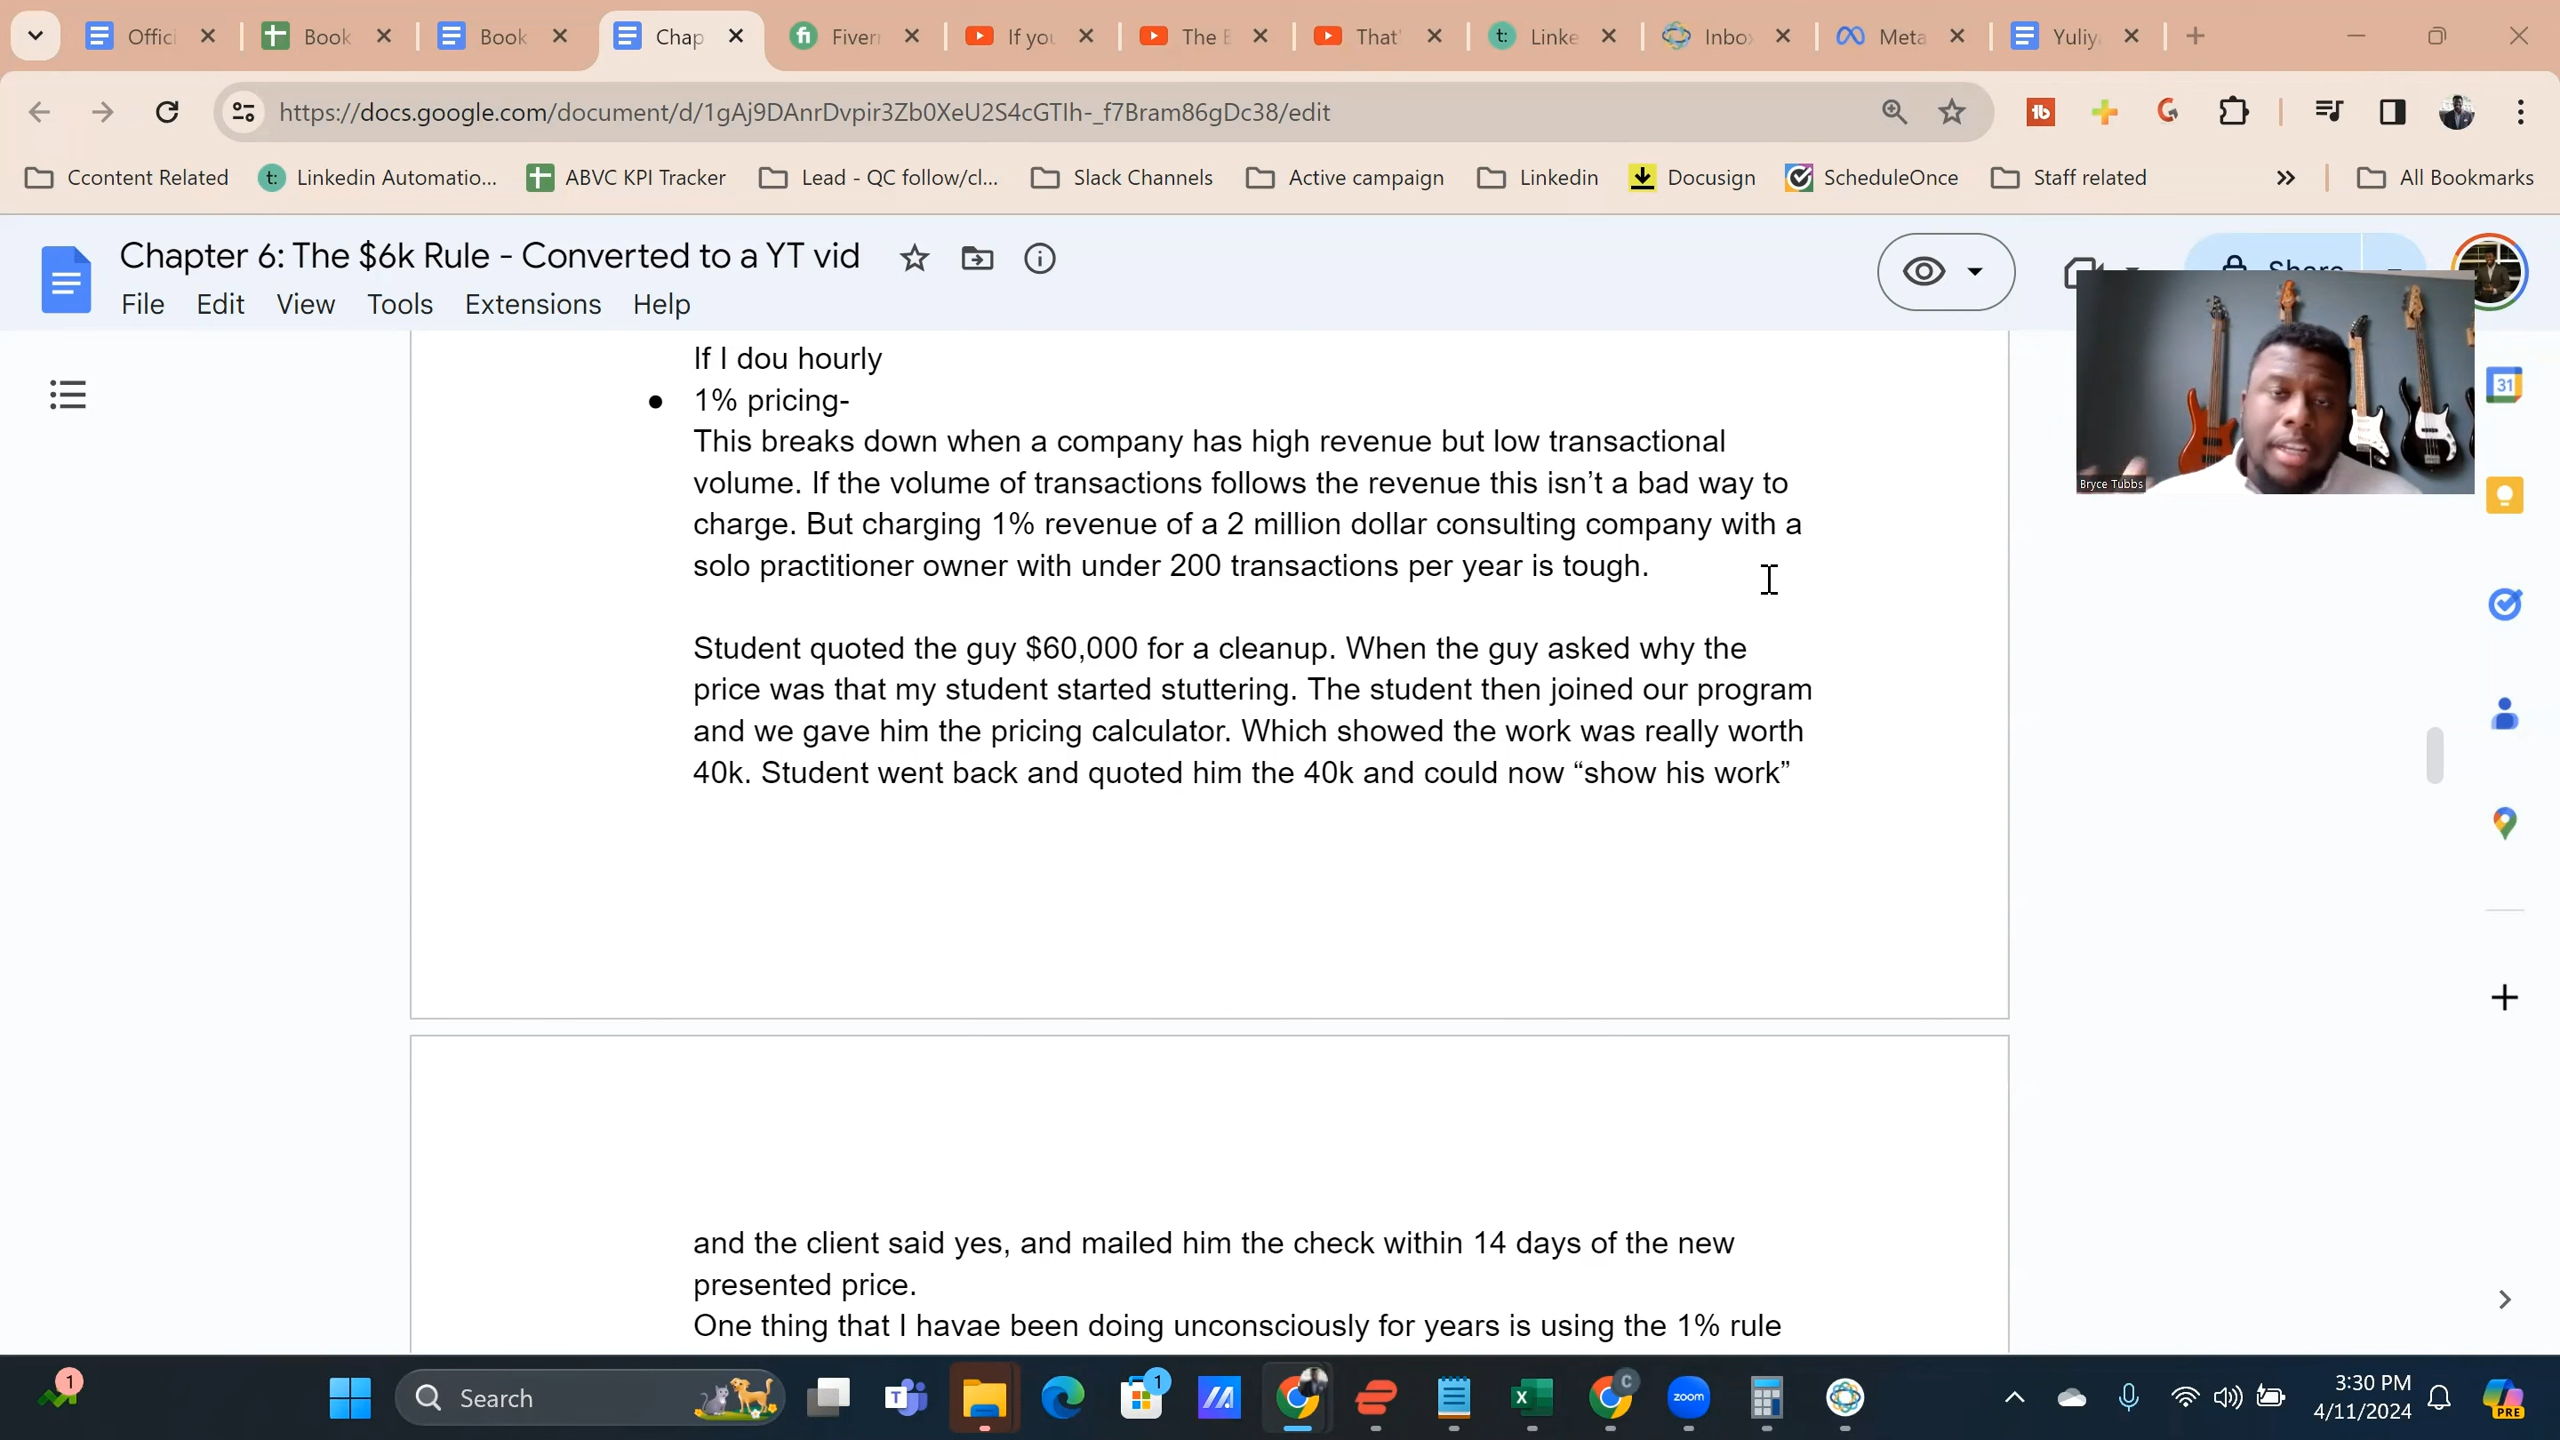 Offici
Book
Book
Chap
Fiverr
If you
The E
That'
Linke
Inbo
Meta
Yuliy
https://docs.google.com/document/d/1gAj9DAnrDvpir3Zb0XeU2S4cGTIh-_f7Bram86gDc38/edit
Ccontent Related
Linkedin Automatio...
ABVC KPI Tracker
Lead - QC follow/cl...
Slack Channels
Active campaign
Linkedin
Docusign
ScheduleOnce
Staff related
All Bookmarks
Chapter 6: The $6k Rule - Converted to a YT vid
Share
File Edit View Tools Extensions Help
If I dou hourly
● 1% pricing-
This breaks down when a company has high revenue but low transactional
volume. If the volume of transactions follows the revenue this isn’t a bad way to
charge. But charging 1% revenue of a 2 million dollar consulting company with a
solo practitioner owner with under 200 transactions per year is tough.
Student quoted the guy $60,000 for a cleanup. When the guy asked why the
price was that my student started stuttering. The student then joined our program
and we gave him the pricing calculator. Which showed the work was really worth
40k. Student went back and quoted him the 40k and could now “show his work”
and the client said yes, and mailed him the check within 14 days of the new
presented price.
One thing that I havae been doing unconsciously for years is using the 1% rule
Bryce Tubbs
31
1
Search
1
C
zoom
3:30 PM
4/11/2024
PRE